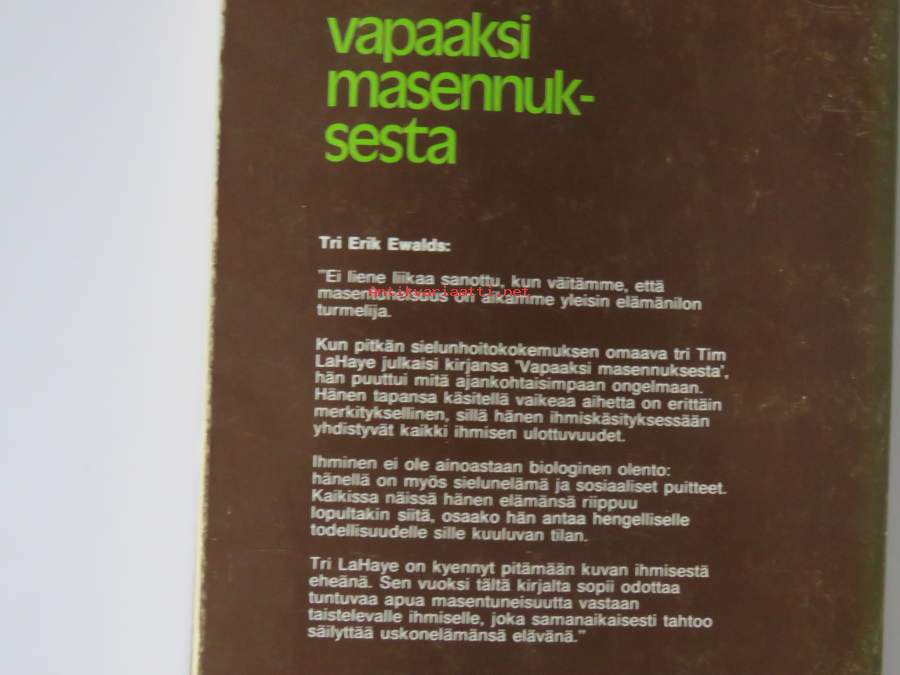 vapaaksi
masennuk-
sesta
Tri Erik Ewalds:
"Ei liene liikaa sanottu, kun väitämme, että
masentuneisuus on aikamme yleisin elämänilon
Antikvariaatti.net
turmelija.
Kun pitkän sielunhoitokokemuksen omaava tri Tim
LaHaye julkaisi kirjansa "Vapaaksi masennuksesta",
hän puuttui mitä ajankohtaisimpaan ongelmaan.
Hänen tapansa käsitellä vaikeaa aihetta on erittäin
merkityksellinen, sillä hänen ihmiskäsityksessään
yhdistyvät kaikki ihmisen ulottuvuudet.
Ihminen ei ole ainoastaan biologinen olento:
hänellä on myös sielunelämä ja sosiaaliset puitteet.
Kaikissa näissä hänen elämänsä riippuu
lopultakin siitä, osaako hän antaa hengelliselle
todellisuudelle sille kuuluvan tilan.
Tri LaHaye on kyennyt pitämään kuvan ihmisestä
eheänä. Sen vuoksi tältä kirjalta sopii odottaa
tuntuvaa apua masentuneisuutta vastaan
taistelevalle ihmiselle, joka samanaikaisesti tahtoo
säilyttää uskonelämänsä elävänä."